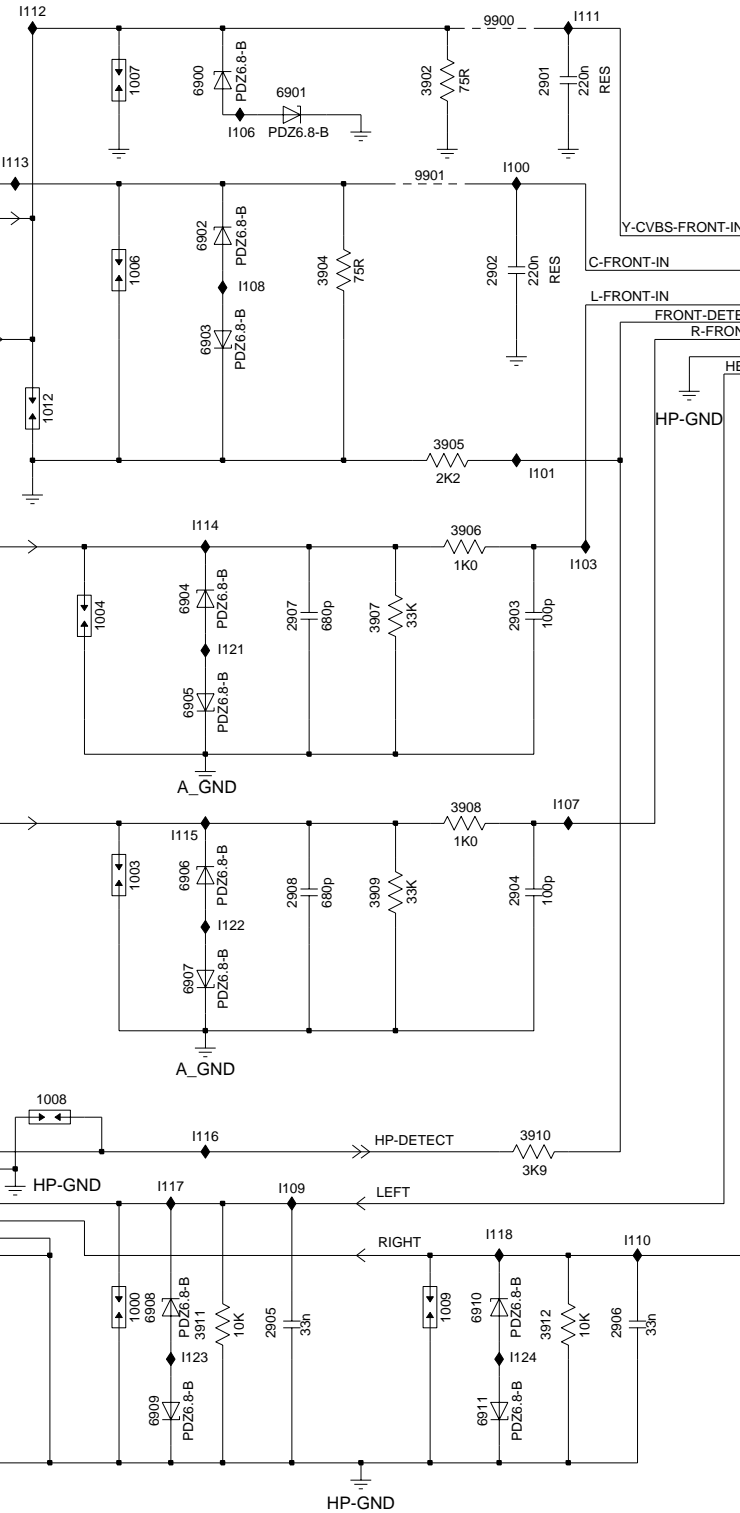 I112
9900
I111
1007
6900
PDZ6.8-B
6901
PDZ6.8-B
I106
3902
75R
2901
220n
RES
I113
9901
I100
1006
6902
PDZ6.8-B
I108
6903
PDZ6.8-B
3904
75R
2902
220n
RES
Y-CVBS-FRONT-IN
C-FRONT-IN
L-FRONT-IN
FRONT-DETE
R-FRON
HE
HP-GND
1012
3905
2K2
I101
I114
3906
1K0
I103
1004
6904
PDZ6.8-B
I121
6905
PDZ6.8-B
2907
680p
3907
33K
2903
100p
A_GND
3908
1K0
I107
I115
1003
6906
PDZ6.8-B
I122
6907
PDZ6.8-B
2908
680p
3909
33K
2904
100p
A_GND
1008
I116
HP-DETECT
3910
3K9
HP-GND
I117
I109
LEFT
RIGHT
I118
I110
1000
6908
PDZ6.8-B
3911
10K
2905
33n
I123
6909
PDZ6.8-B
1009
6910
PDZ6.8-B
3912
10K
2906
33n
I124
6911
PDZ6.8-B
HP-GND